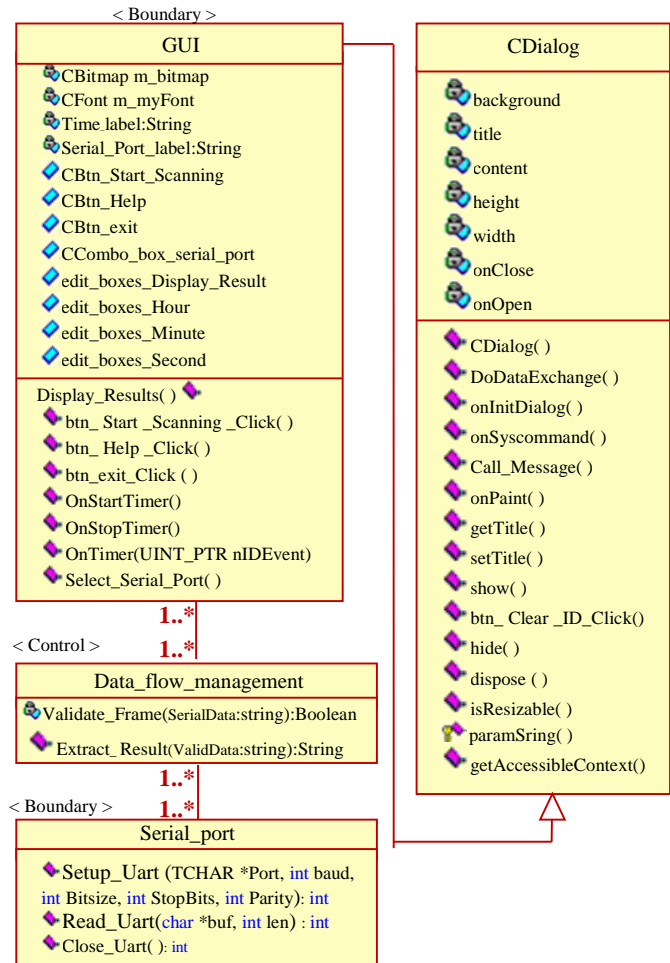 < Boundary >
GUI
CBitmap m_bitmap
CFont m_myFont
Time label:String
Serial_Port_label:String
CBtn_Start_Scanning
CBtn_Help
CBtn_exit
CCombo_box_serial_port
edit_boxes_Display_Result
edit_boxes_Hour
edit_boxes_Minute
edit_boxes_Second
Display_Results( )
btn_ Start _Scanning _Click( )
btn_ Help _Click( )
btn_exit_Click ( )
OnStartTimer()
OnStopTimer()
OnTimer(UINT_PTR nIDEvent)
Select_Serial_Port( )
1..*
1..*
< Control >
Data_flow_management
Validate_Frame(SerialData:string):Boolean
Extract_ Result(ValidData:string):String
1..*
1..*
< Boundary >
Serial_port
Setup_Uart (TCHAR *Port, int baud,
int Bitsize, int StopBits, int Parity): int
Read_Uart(char *buf, int len) : int
Close_Uart( ): int
CDialog
background
title
content
height
width
onClose
onOpen
CDialog( )
DoDataExchange( )
onInitDialog( )
onSyscommand( )
Call_Message( )
onPaint( )
getTitle( )
setTitle( )
show( )
btn_ Clear _ID_Click()
hide( )
dispose ( )
isResizable( )
paramSring( )
getAccessibleContext()